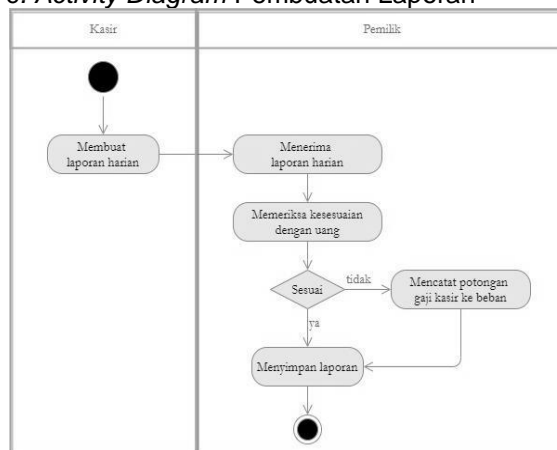 Activity Diagram Pembuatan Laporan
Kasir
Pemilik
Membuat
laporan harian
Menerima
laporan harian
Memeriksa kesesuaian
dengan uang
Sesuai
tidak
Mencatat potongan
gaji kasir ke beban
ya
Menyimpan laporan